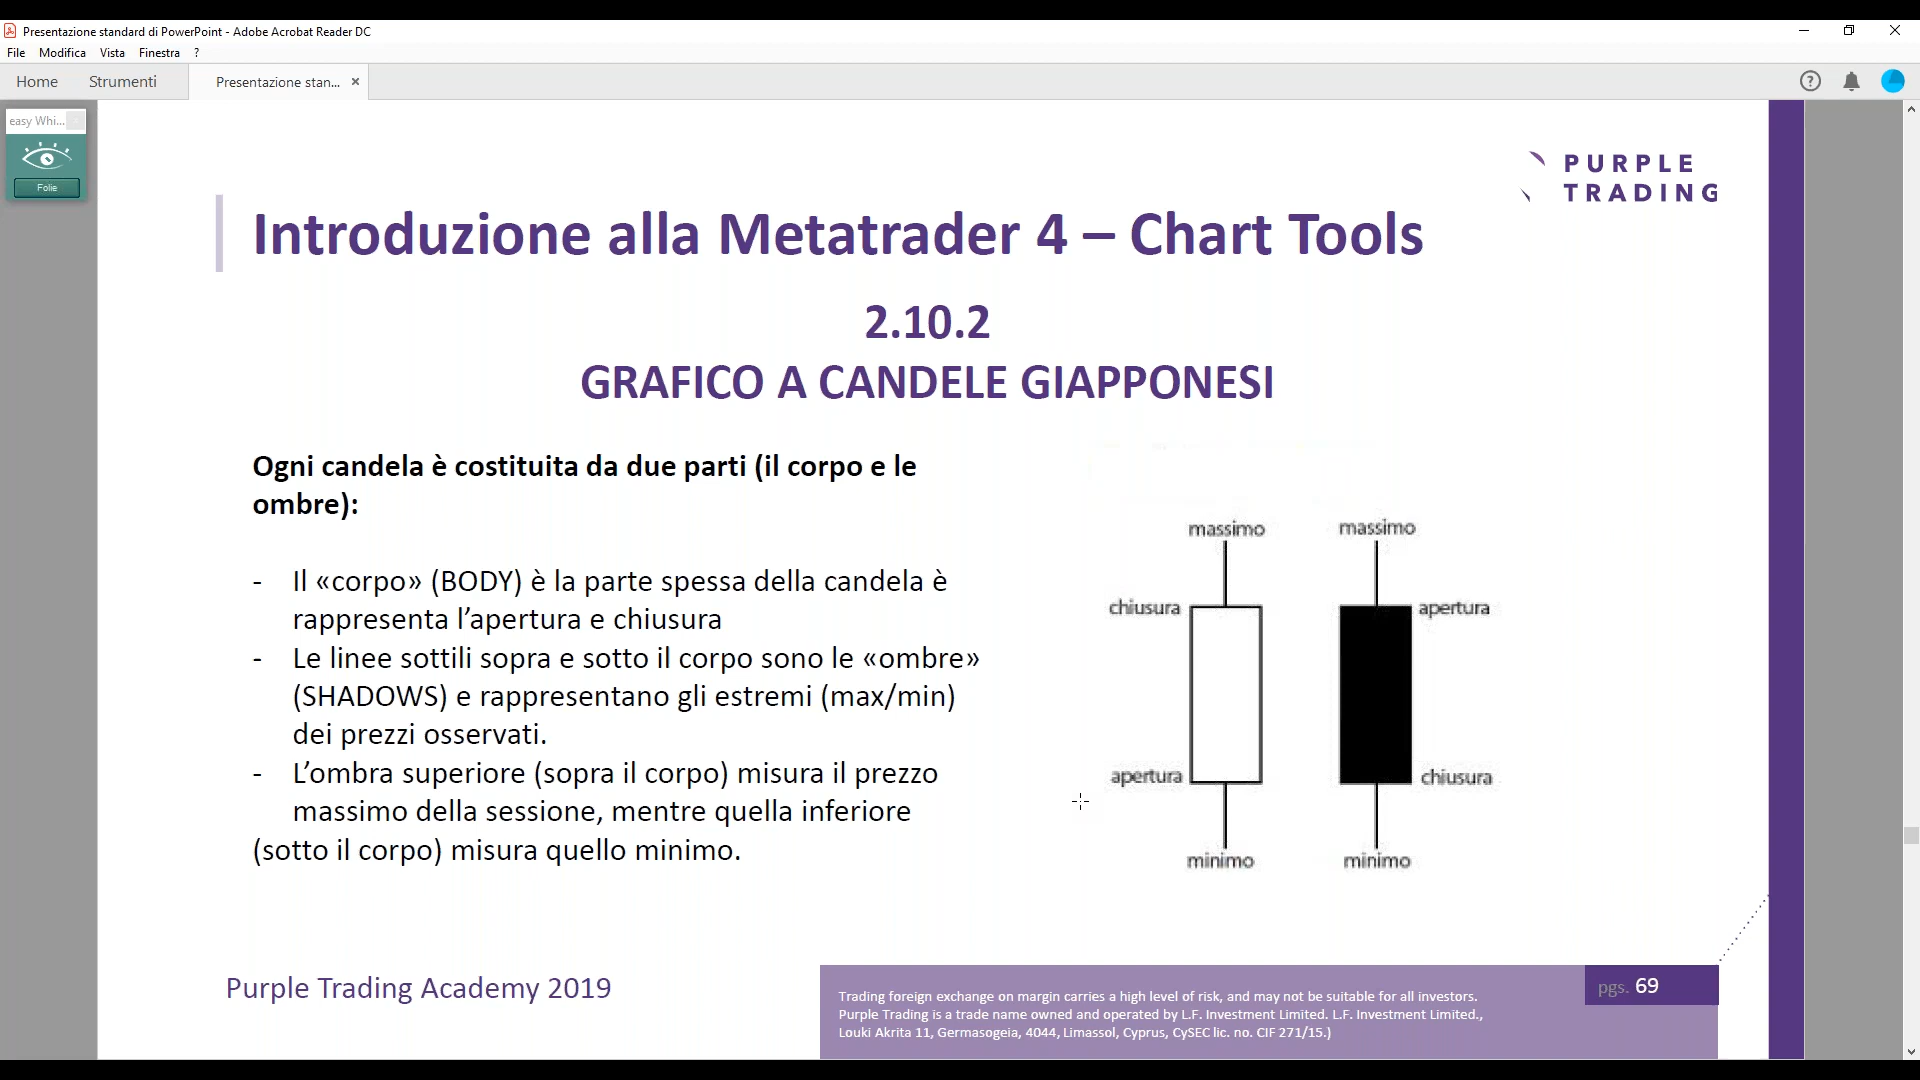 Presentazione standard di PowerPoint - Adobe Acrobat Reader DC
File Modifica Vista Finestra ?
Home Strumenti Presentazione stan... ×
easy Whi...
Folie
PURPLE
TRADING
Introduzione alla Metatrader 4 – Chart Tools
2.10.2
GRAFICO A CANDELE GIAPPONESI
Ogni candela è costituita da due parti (il corpo e le
ombre):
- Il «corpo» (BODY) è la parte spessa della candela è
rappresenta l’apertura e chiusura
- Le linee sottili sopra e sotto il corpo sono le «ombre»
(SHADOWS) e rappresentano gli estremi (max/min)
dei prezzi osservati.
- L’ombra superiore (sopra il corpo) misura il prezzo
massimo della sessione, mentre quella inferiore
(sotto il corpo) misura quello minimo.
massimo massimo
chiusura apertura
apertura chiusura
minimo minimo
Purple Trading Academy 2019
Trading foreign exchange on margin carries a high level of risk, and may not be suitable for all investors.
Purple Trading is a trade name owned and operated by L.F. Investment Limited. L.F. Investment Limited.,
Louki Akrita 11, Germasogeia, 4044, Limassol, Cyprus, CySEC lic. no. CIF 271/15.)
pgs. 69